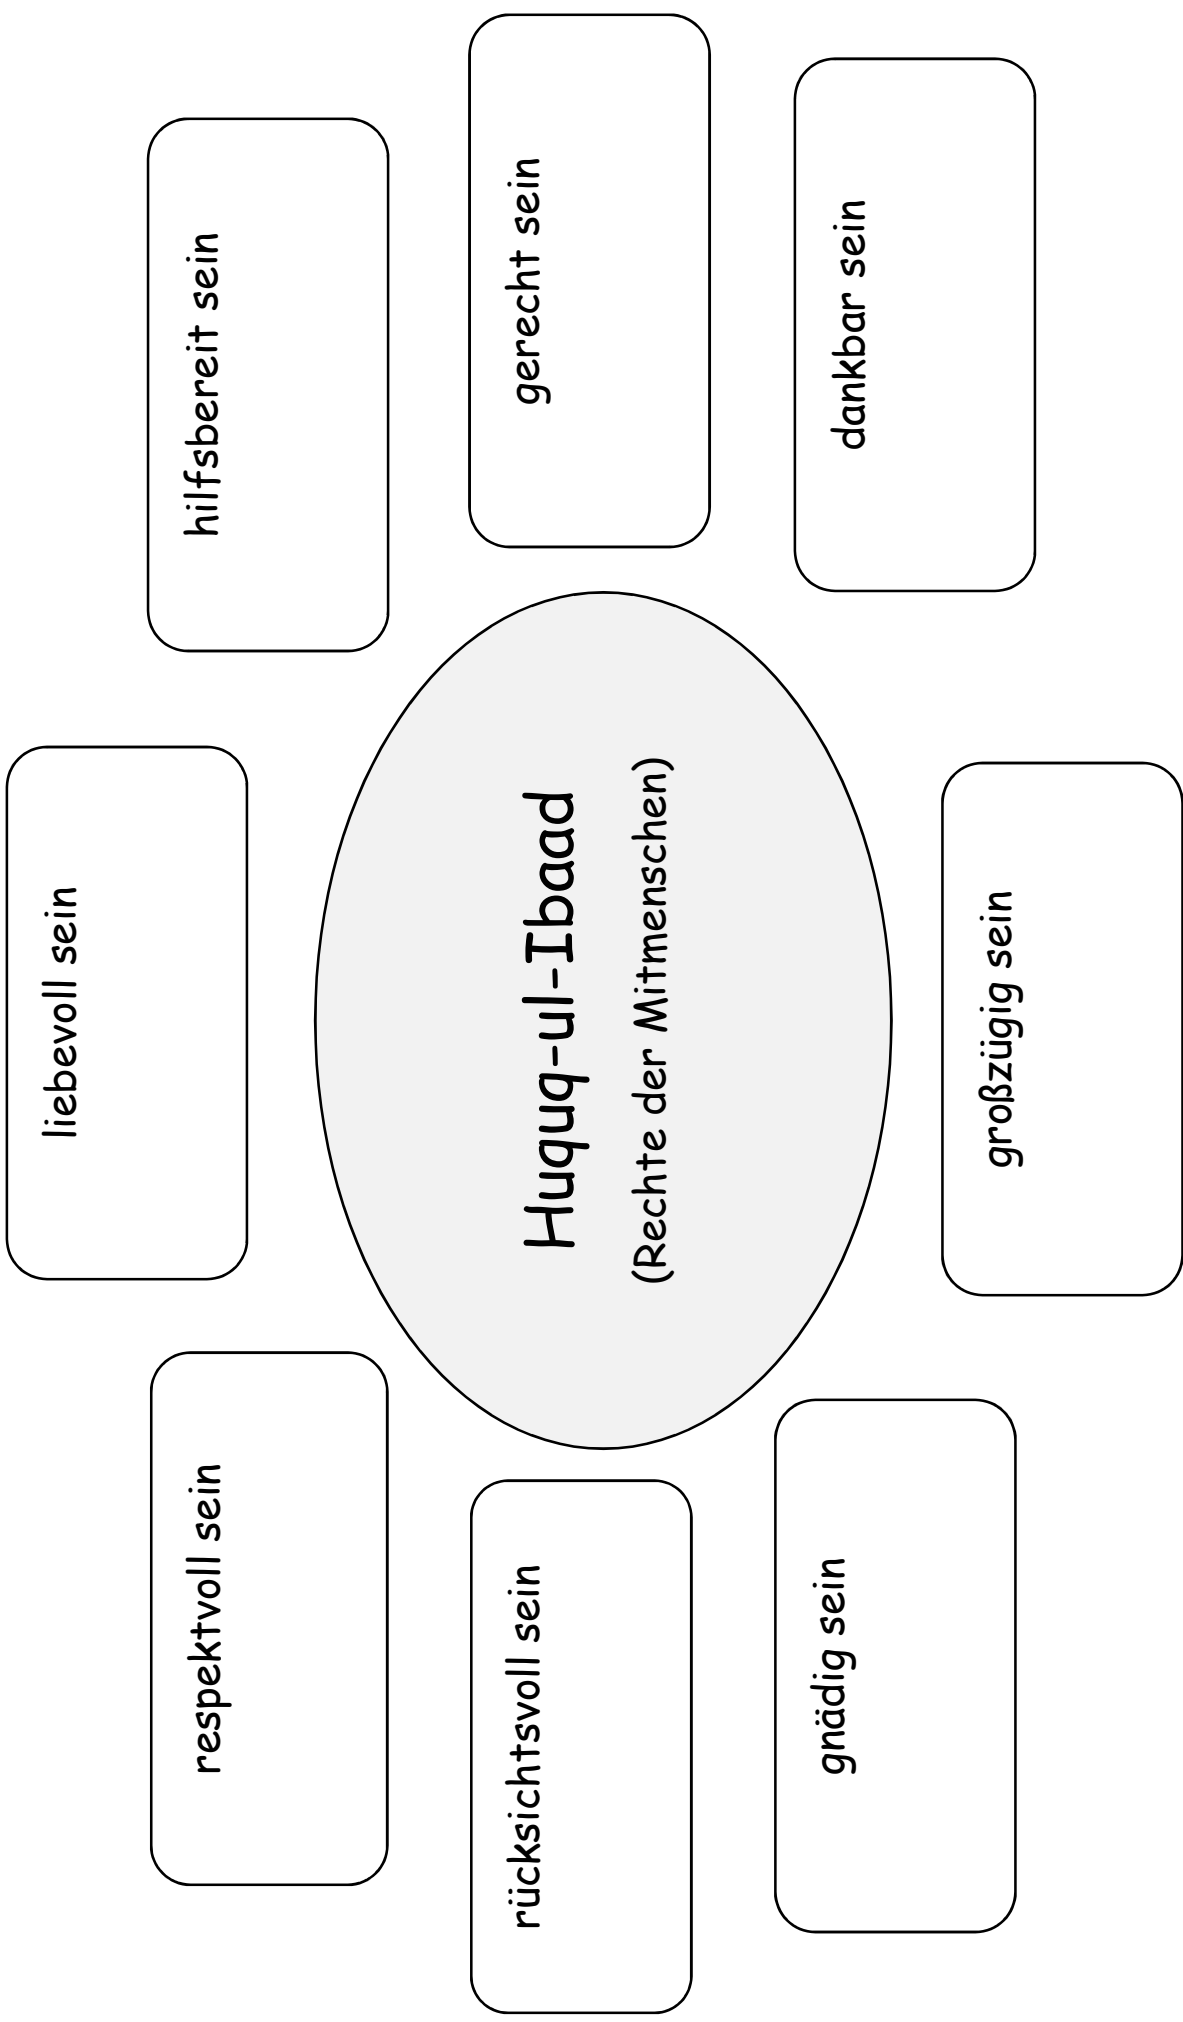 liebevoll sein
respektvoll sein
hilfsbereit sein
rücksichtsvoll sein
Huquq-ul-Ibaad
(Rechte der Mitmenschen)
gerecht sein
gnädig sein
dankbar sein
großzügig sein